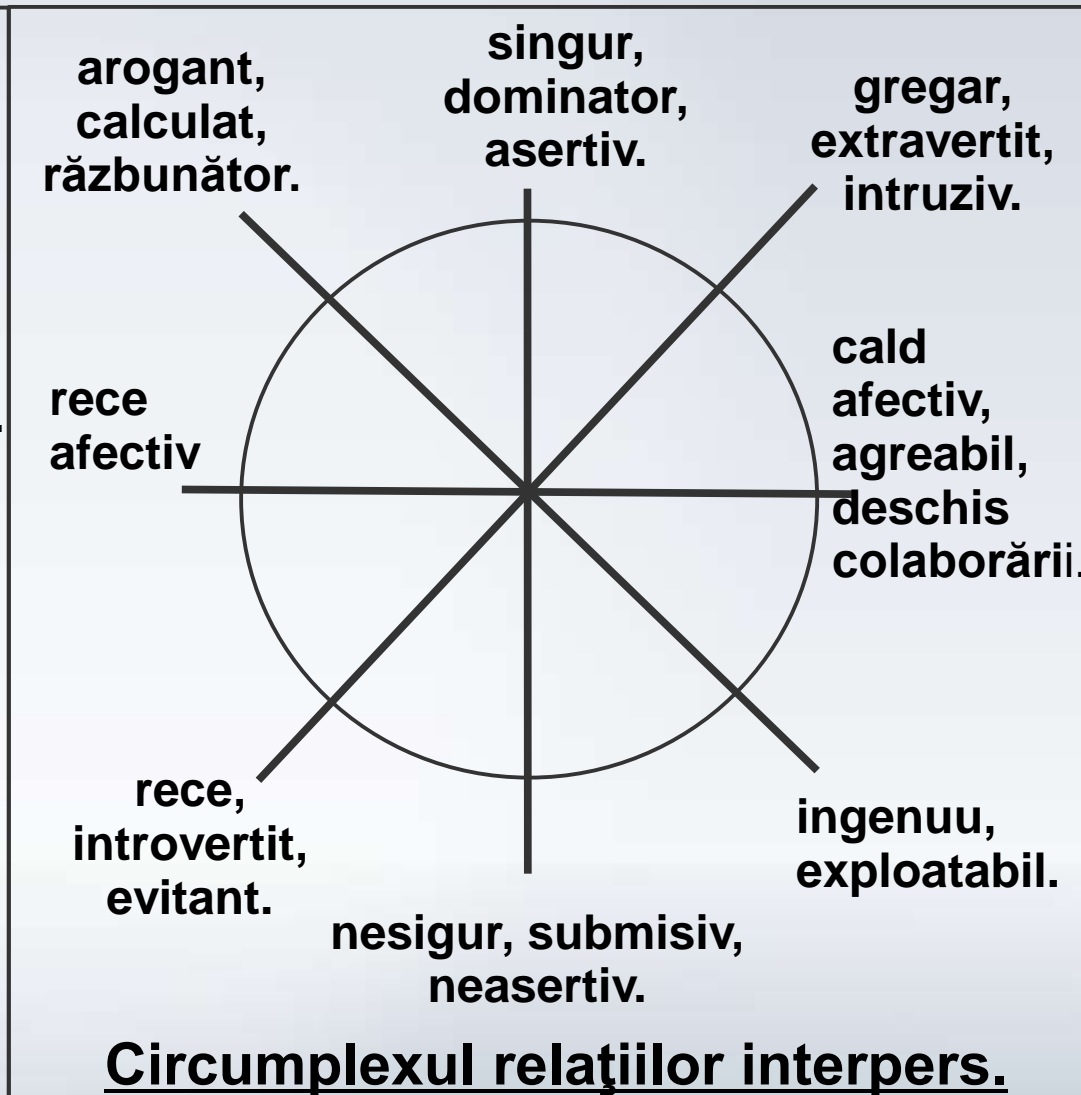 arogant,
calculat,
răzbunător.
singur,
dominator,
asertiv.
gregar,
extravertit,
intruziv.
rece
afectiv
cald
afectiv,
agreabil,
deschis
colaborării.
rece,
introvertit,
evitant.
ingenuu,
exploatabil.
nesigur, submisiv,
neasertiv.
Circumplexul relaţiilor interpers.